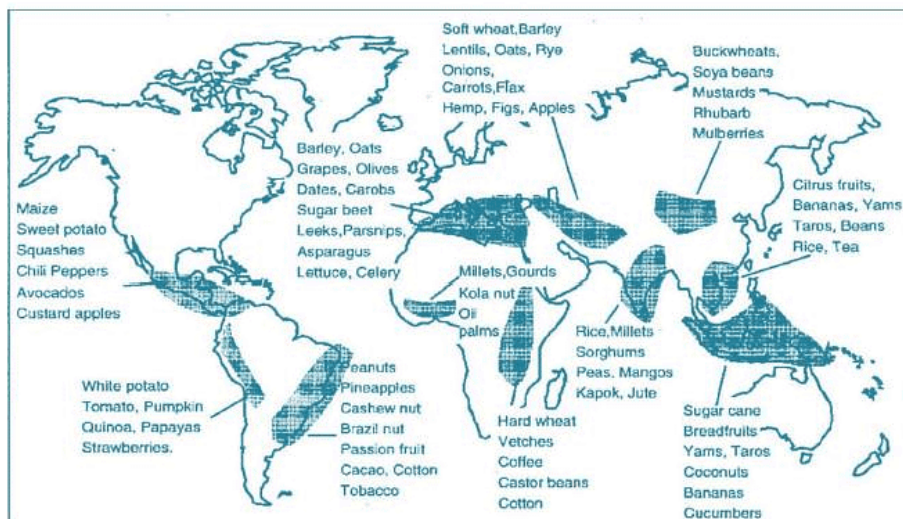 Soft wheat,Barley
Lentils, Oats, Rye
Onions,
Carrots,Flax
Hemp, Figs, Apples
Buckwheats,
Soya beans
Mustards
Rhubarb
Mulberries
Barley, Oats
Grapes, Olives
Dates, Carobs
Sugar beet
Leeks,Parsnips,
Asparagus
Lettuce, Celery
Citrus fruits,
Bananas, Yams
Taros, Beans
Rice, Tea
Maize
Sweet potato
Squashes
Chili Peppers
Avocados
Custard apples
Millets,Gourds
Kola nut
Oil
palms
Rice,Millets
Sorghums
Peas, Mangos
Kapok, Jute
White potato
Tomato, Pumpkin
Quinoa, Papayas
Strawberries.
Peanuts
Pineapples
Cashew nut
Brazil nut
Passion fruit
Cacao, Cotton
Tobacco
Hard wheat
Vetches
Coffee
Castor beans
Cotton
Sugar cane
Breadfruits
Yams, Taros
Coconuts
Bananas
Cucumbers